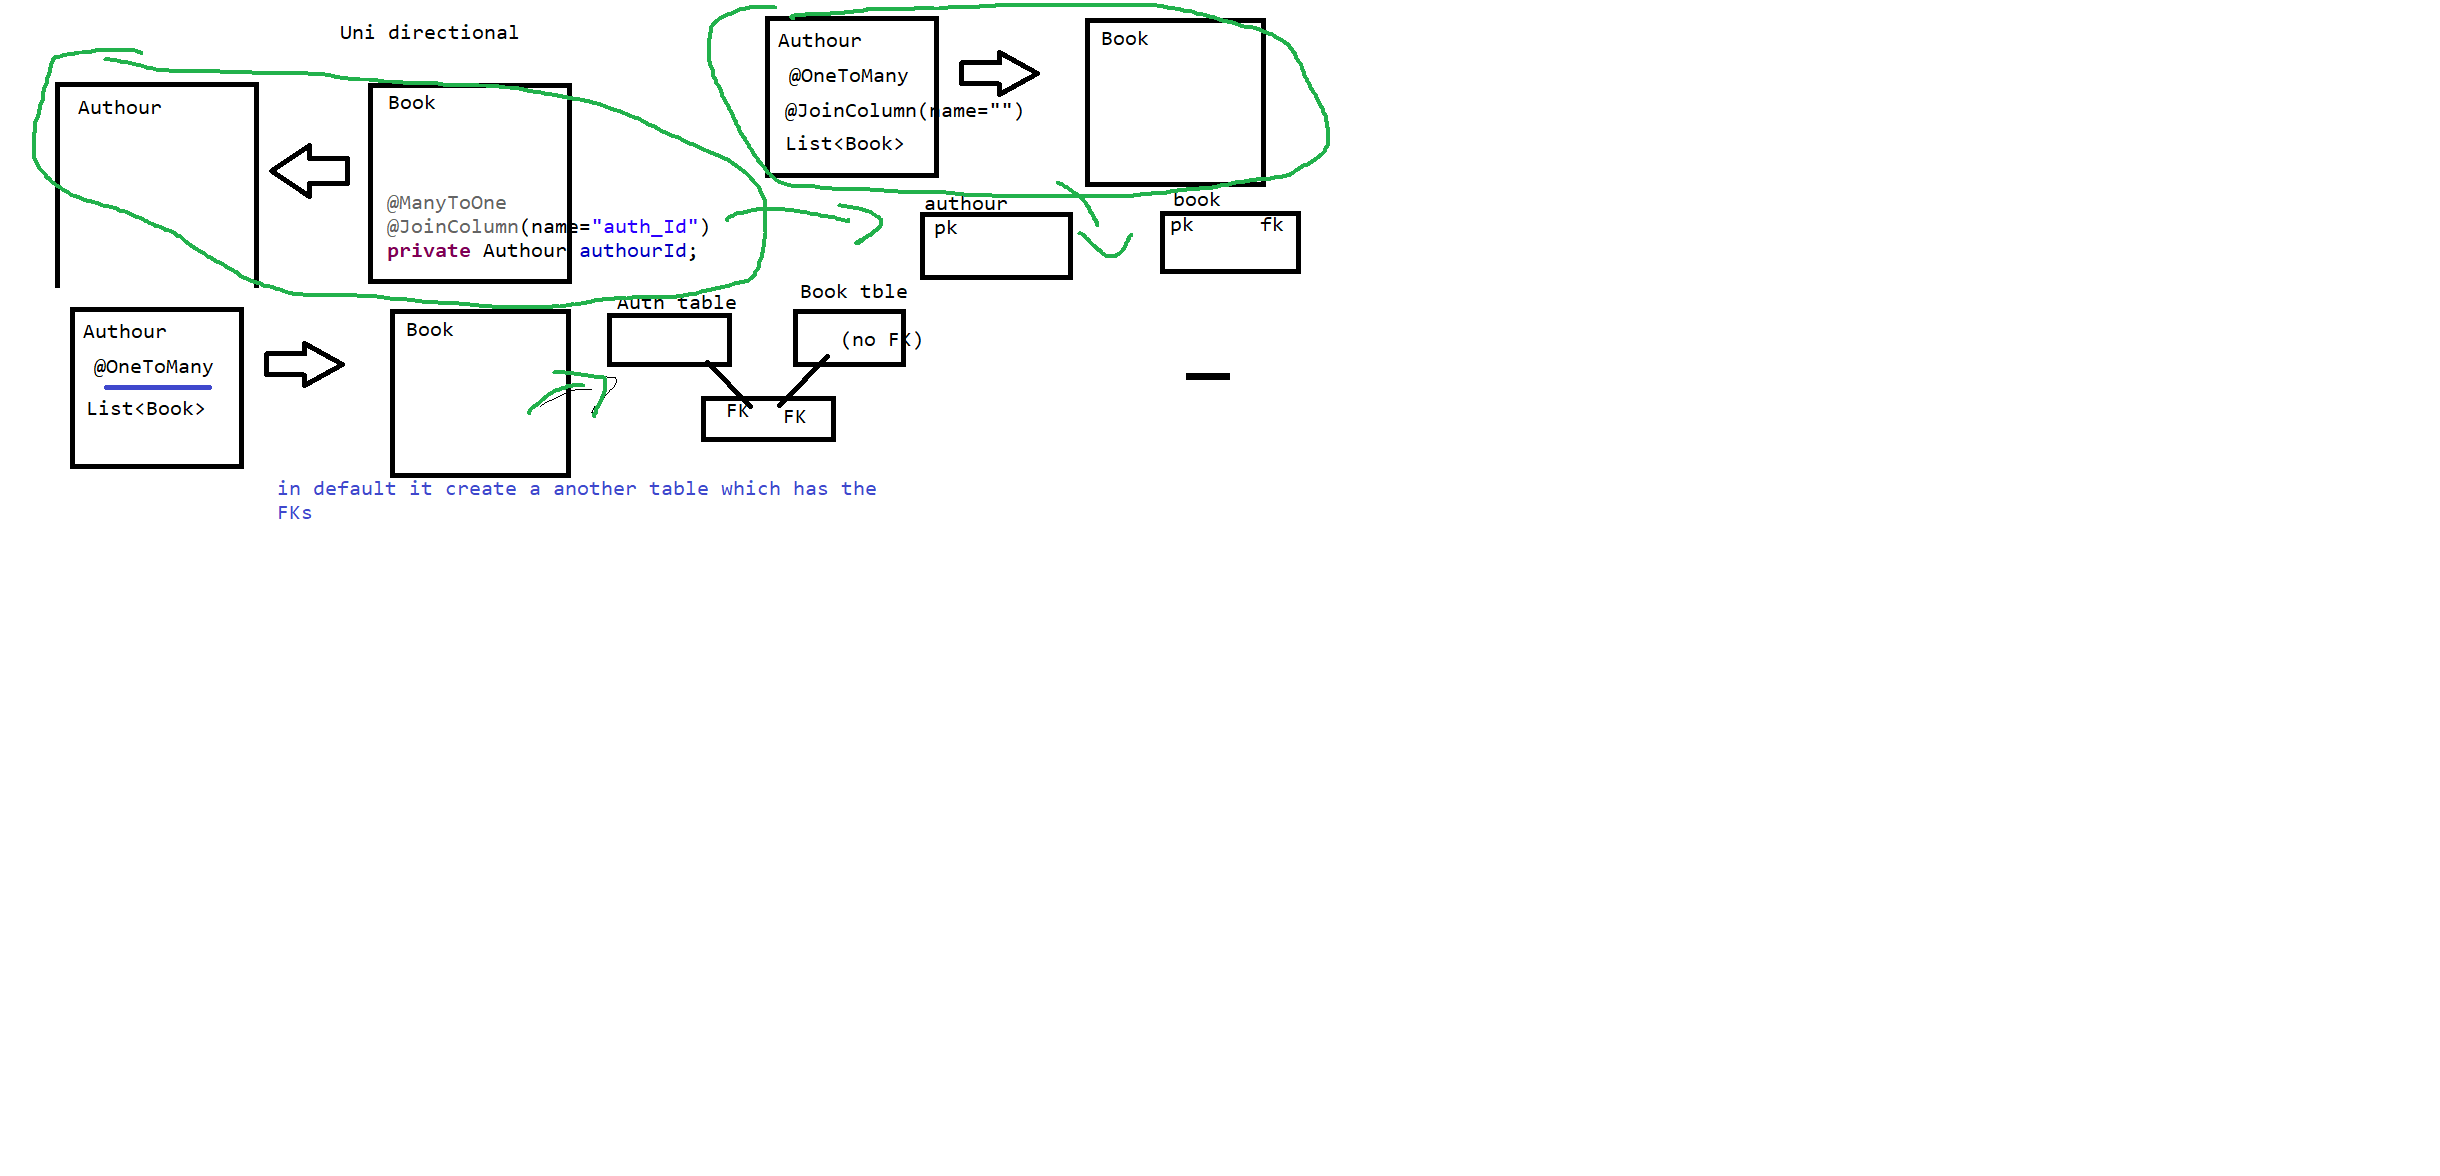 Uni directional
Authour
Book
@ManyToOne
@JoinColumn(name="auth_Id")
private Authour authourId;
Authour
@OneToMany
@JoinColumn(name="")
List<Book>
Book
authour
pk
book
pk fk
Authour
@OneToMany
List<Book>
Book
Auth table
Book tble
(no FK)
FK FK
in default it create a another table which has the
FKs